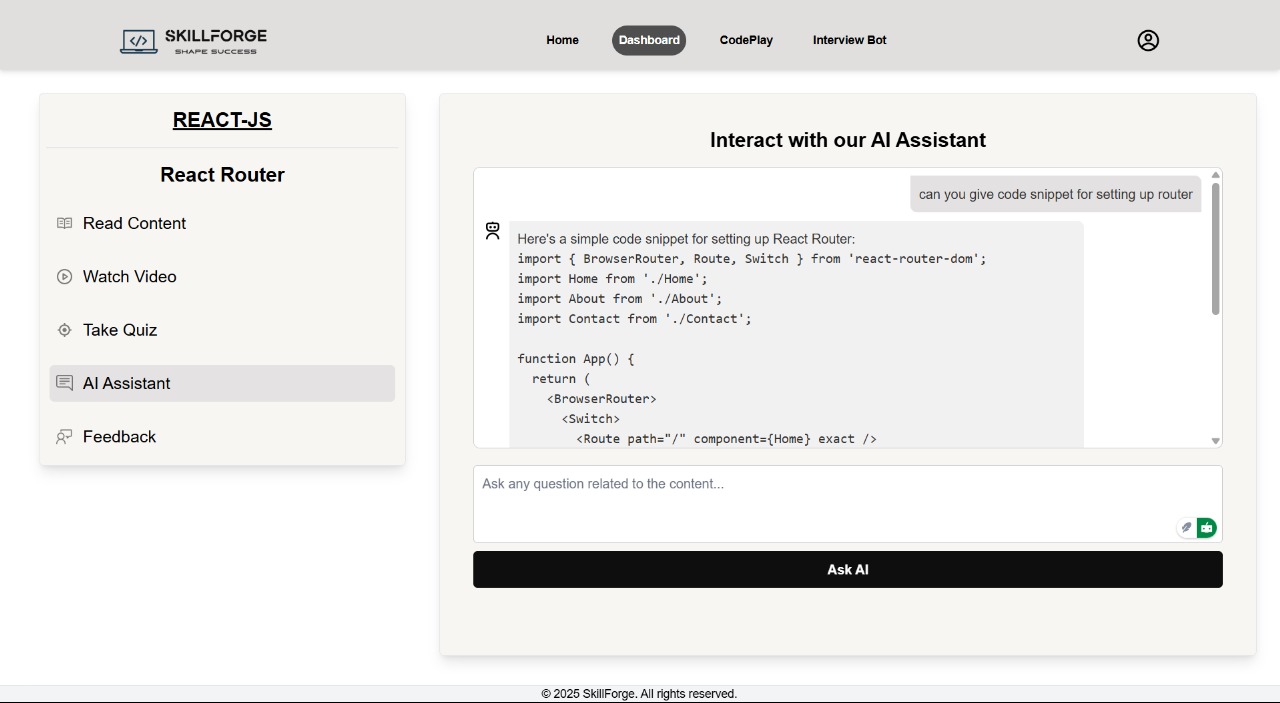 SKILLFORGE
SHAPE SUCCESS
Home
Dashboard
CodePlay
Interview Bot
REACT-JS
React Router
Read Content
Watch Video
Take Quiz
AI Assistant
Feedback
Interact with our AI Assistant
can you give code snippet for setting up router
Here's a simple code snippet for setting up React Router:
import { BrowserRouter, Route, Switch } from 'react-router-dom';
import Home from './Home';
import About from './About';
import Contact from './Contact';
function App() {
  return (
    <BrowserRouter>
      <Switch>
        <Route path="/" component={Home} exact />
Ask any question related to the content...
Ask AI
© 2025 SkillForge. All rights reserved.